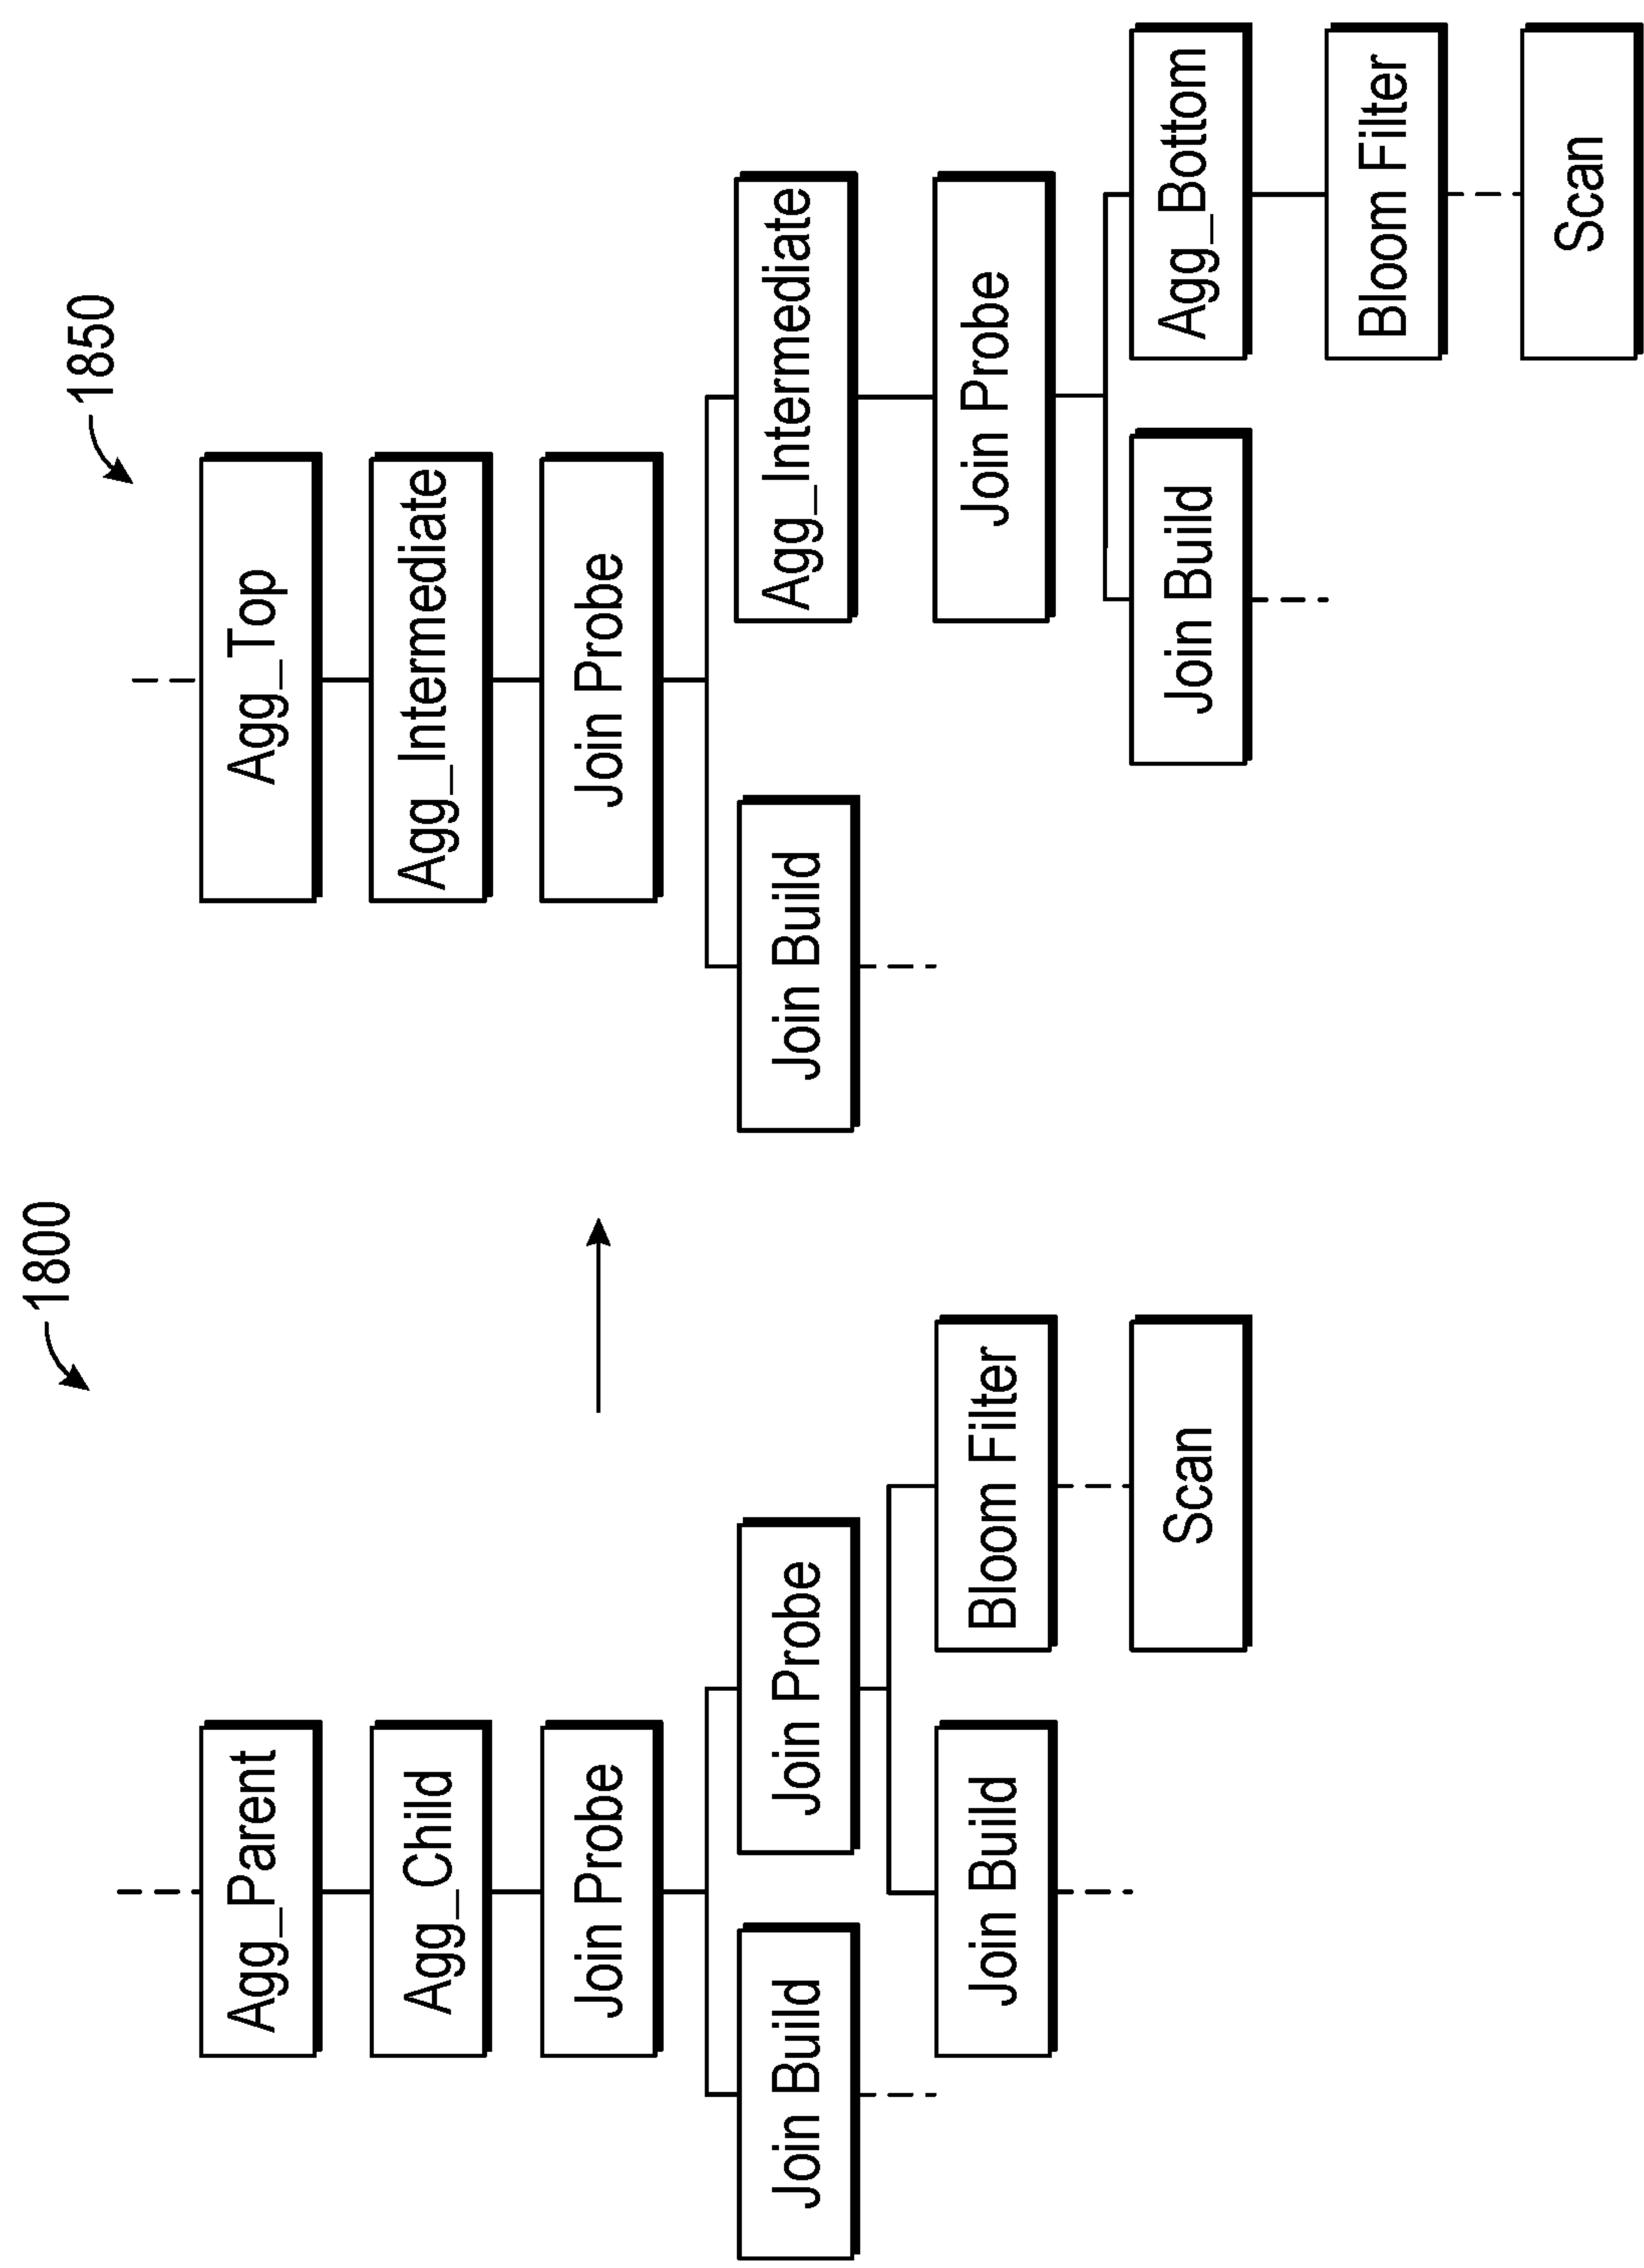 1800
Agg_Parent
Agg_Child
Join Probe
Join Build
Join Probe
Join Build
Bloom Filter
Scan
1850
Agg_Top
Agg_Intermediate
Join Probe
Join Build
Agg_Intermediate
Join Probe
Join Build
Agg_Bottom
Bloom Filter
Scan